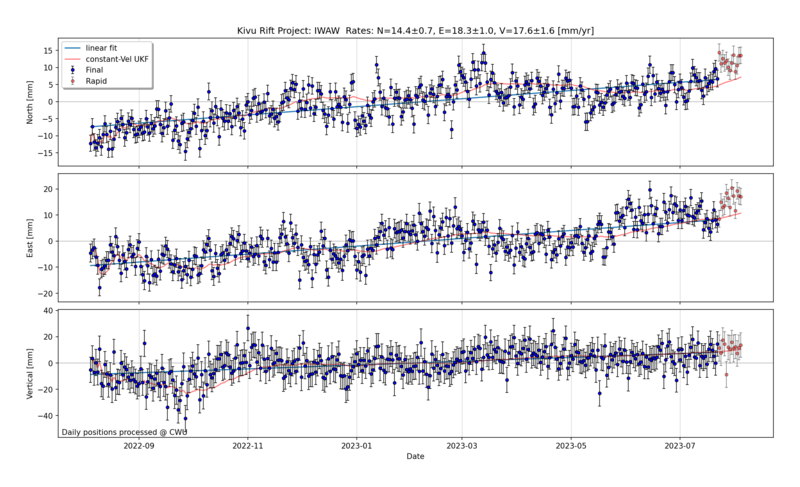 Kivu Rift Project: IWAW Rates: N=14.4±0.7, E=18.3±1.0, V=17.6±1.6 [mm/yr]
linear fit
constant-Vel UKF
Final
Rapid
North [mm]
15
10
5
0
−5
−10
−15
East [mm]
20
10
0
−10
−20
Vertical [mm]
40
20
0
−20
−40
Daily positions processed @ CWU
2022-09
2022-11
2023-01
2023-03
2023-05
2023-07
Date